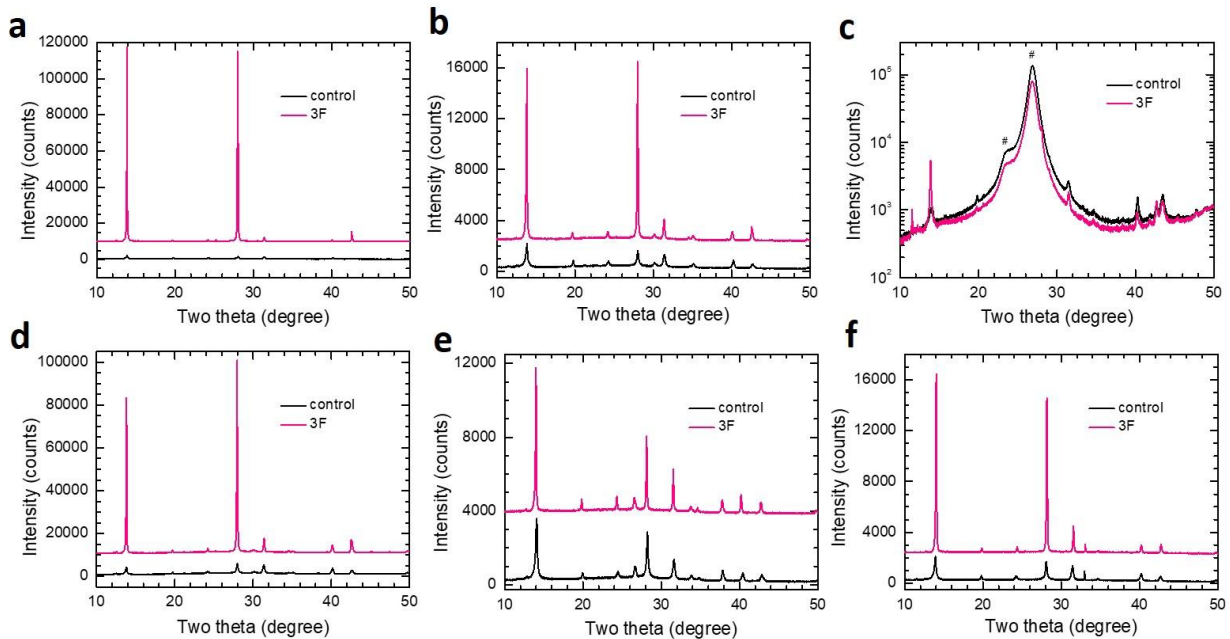 a
120000
100000
80000
60000
40000
20000
0
Intensity (counts)
control
3F
10 20 30 40 50
Two theta (degree)
b
16000
12000
8000
4000
0
Intensity (counts)
control
3F
10 20 30 40 50
Two theta (degree)
c
10⁵
10⁴
10³
10²
Intensity (counts)
#
#
control
3F
10 20 30 40 50
Two theta (degree)
d
100000
80000
60000
40000
20000
0
Intensity (counts)
control
3F
10 20 30 40 50
Two theta (degree)
e
12000
8000
4000
0
Intensity (counts)
control
3F
10 20 30 40 50
Two theta (degree)
f
16000
12000
8000
4000
0
Intensity (counts)
control
3F
10 20 30 40 50
Two theta (degree)